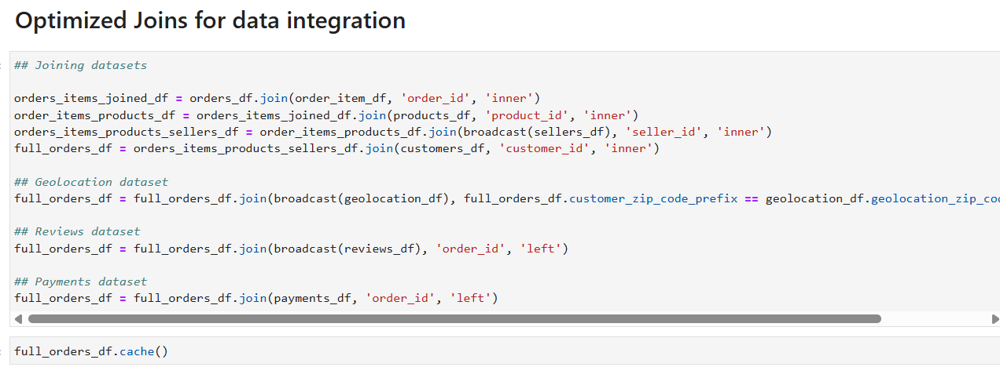 Optimized Joins for data integration
## Joining datasets
orders_items_joined_df = orders_df.join(order_item_df, 'order_id', 'inner')
order_items_products_df = orders_items_joined_df.join(products_df, 'product_id', 'inner')
orders_items_products_sellers_df = order_items_products_df.join(broadcast(sellers_df), 'seller_id', 'inner')
full_orders_df = orders_items_products_sellers_df.join(customers_df, 'customer_id', 'inner')
## Geolocation dataset
full_orders_df = full_orders_df.join(broadcast(geolocation_df), full_orders_df.customer_zip_code_prefix == geolocation_df.geolocation_zip_co
## Reviews dataset
full_orders_df = full_orders_df.join(broadcast(reviews_df), 'order_id', 'left')
## Payments dataset
full_orders_df = full_orders_df.join(payments_df, 'order_id', 'left')
full_orders_df.cache()